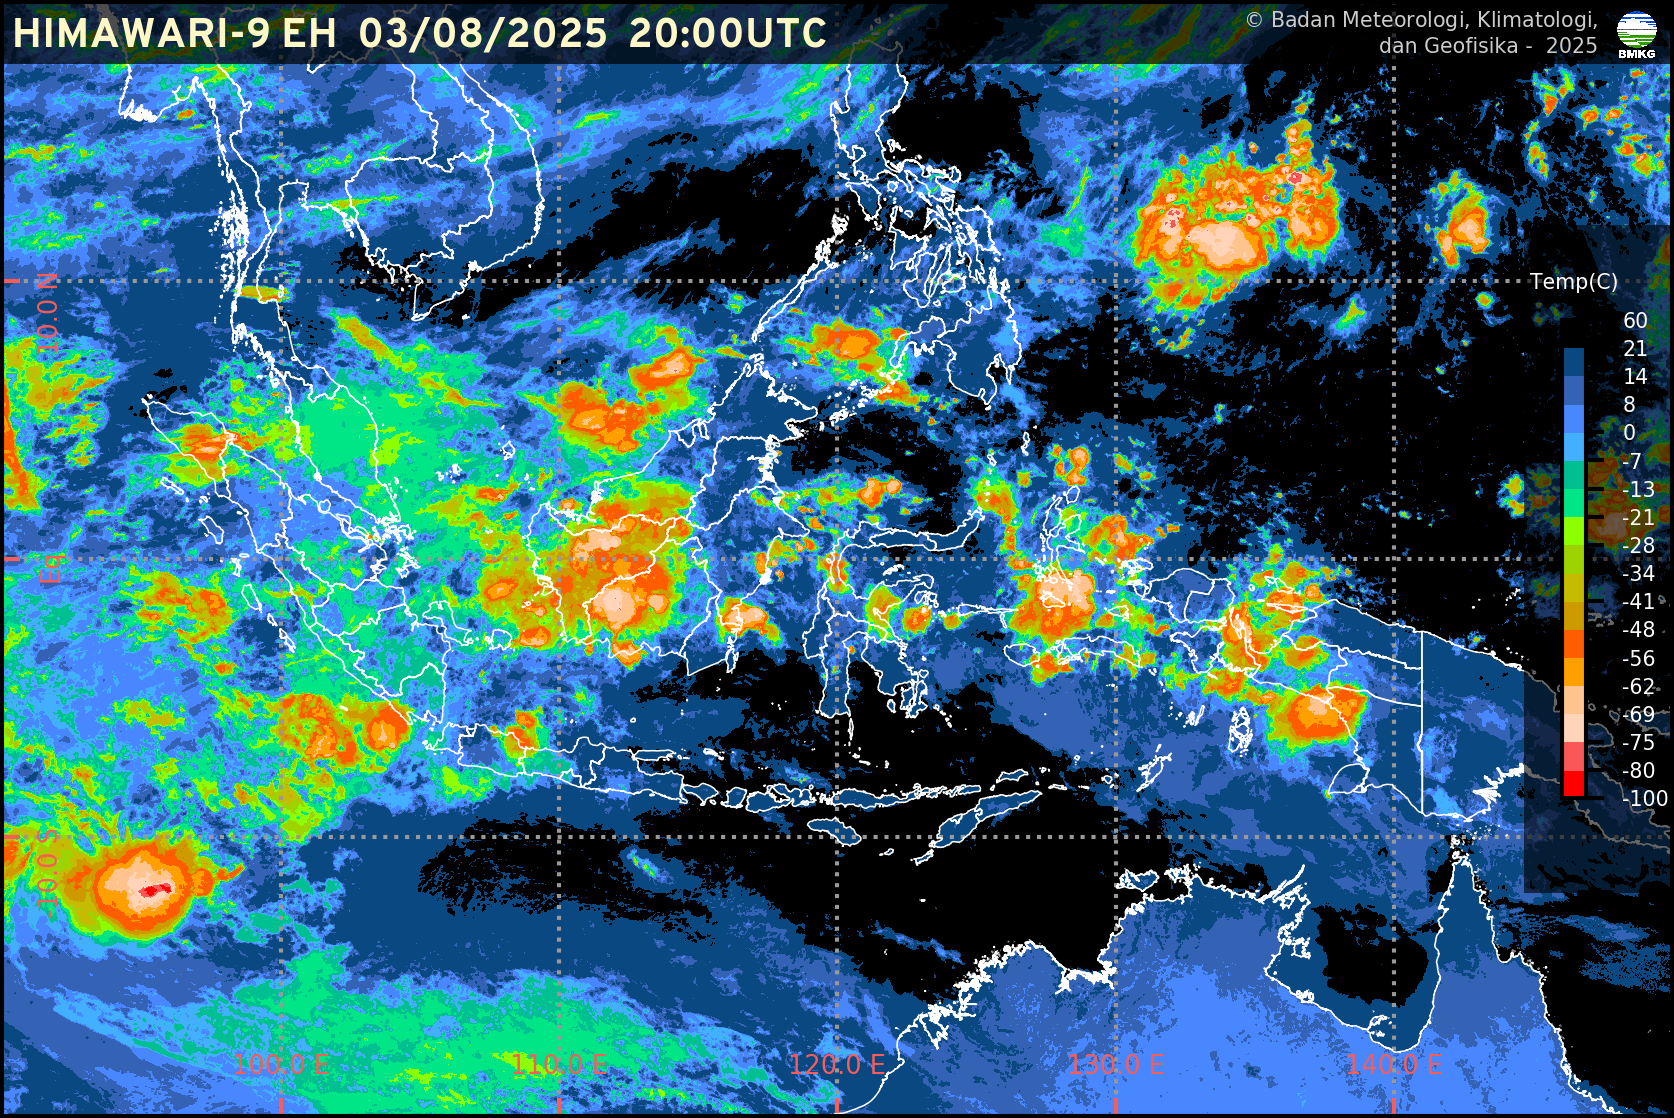 HIMAWARI-9 EH 03/08/2025 20:00UTC
© Badan Meteorologi, Klimatologi,
dan Geofisika - 2025
BMKG
Temp(C)
60
21
14
8
0
-7
-13
-21
-28
-34
-41
-48
-56
-62
-69
-75
-80
-100
10.0 N
EQ
-10.0 S
100.0 E
110.0 E
120.0 E
130.0 E
140.0 E